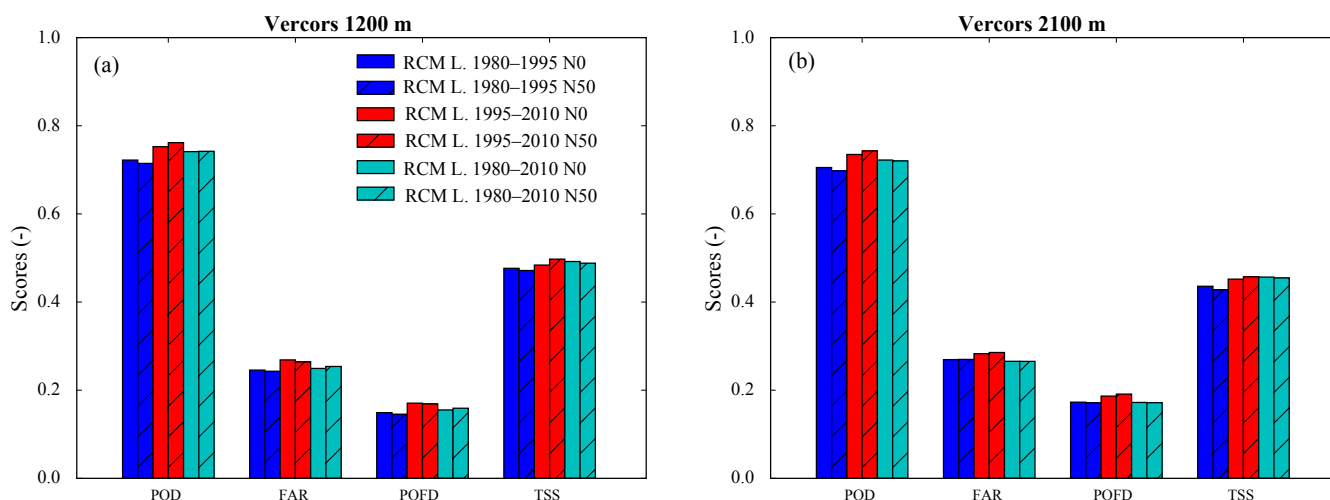 Vercors 1200 m
1.0
0.8
0.6
0.4
0.2
0.0
Scores (-)
(a)
RCM L. 1980–1995 N0
RCM L. 1980–1995 N50
RCM L. 1995–2010 N0
RCM L. 1995–2010 N50
RCM L. 1980–2010 N0
RCM L. 1980–2010 N50
POD FAR POFD TSS
Vercors 2100 m
1.0
0.8
0.6
0.4
0.2
0.0
Scores (-)
(b)
POD FAR POFD TSS